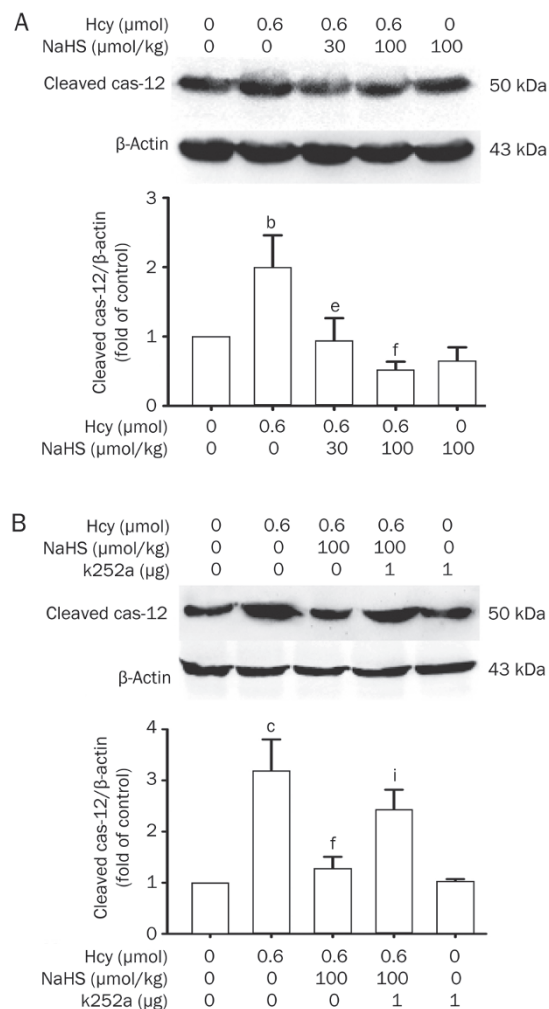 A
Hcy (μmol) 0 0.6 0.6 0.6 0
NaHS (μmol/kg) 0 0 30 100 100
Cleaved cas-12 50 kDa
β-Actin 43 kDa
Cleaved cas-12/β-actin
(fold of control)
3
2
1
0
b
e
f
Hcy (μmol) 0 0.6 0.6 0.6 0
NaHS (μmol/kg) 0 0 30 100 100
B
Hcy (μmol) 0 0.6 0.6 0.6 0
NaHS (μmol/kg) 0 0 100 100 0
k252a (μg) 0 0 0 1 1
Cleaved cas-12 50 kDa
β-Actin 43 kDa
Cleaved cas-12/β-actin
(fold of control)
4
3
2
1
0
c
f
i
Hcy (μmol) 0 0.6 0.6 0.6 0
NaHS (μmol/kg) 0 0 100 100 0
k252a (μg) 0 0 0 1 1